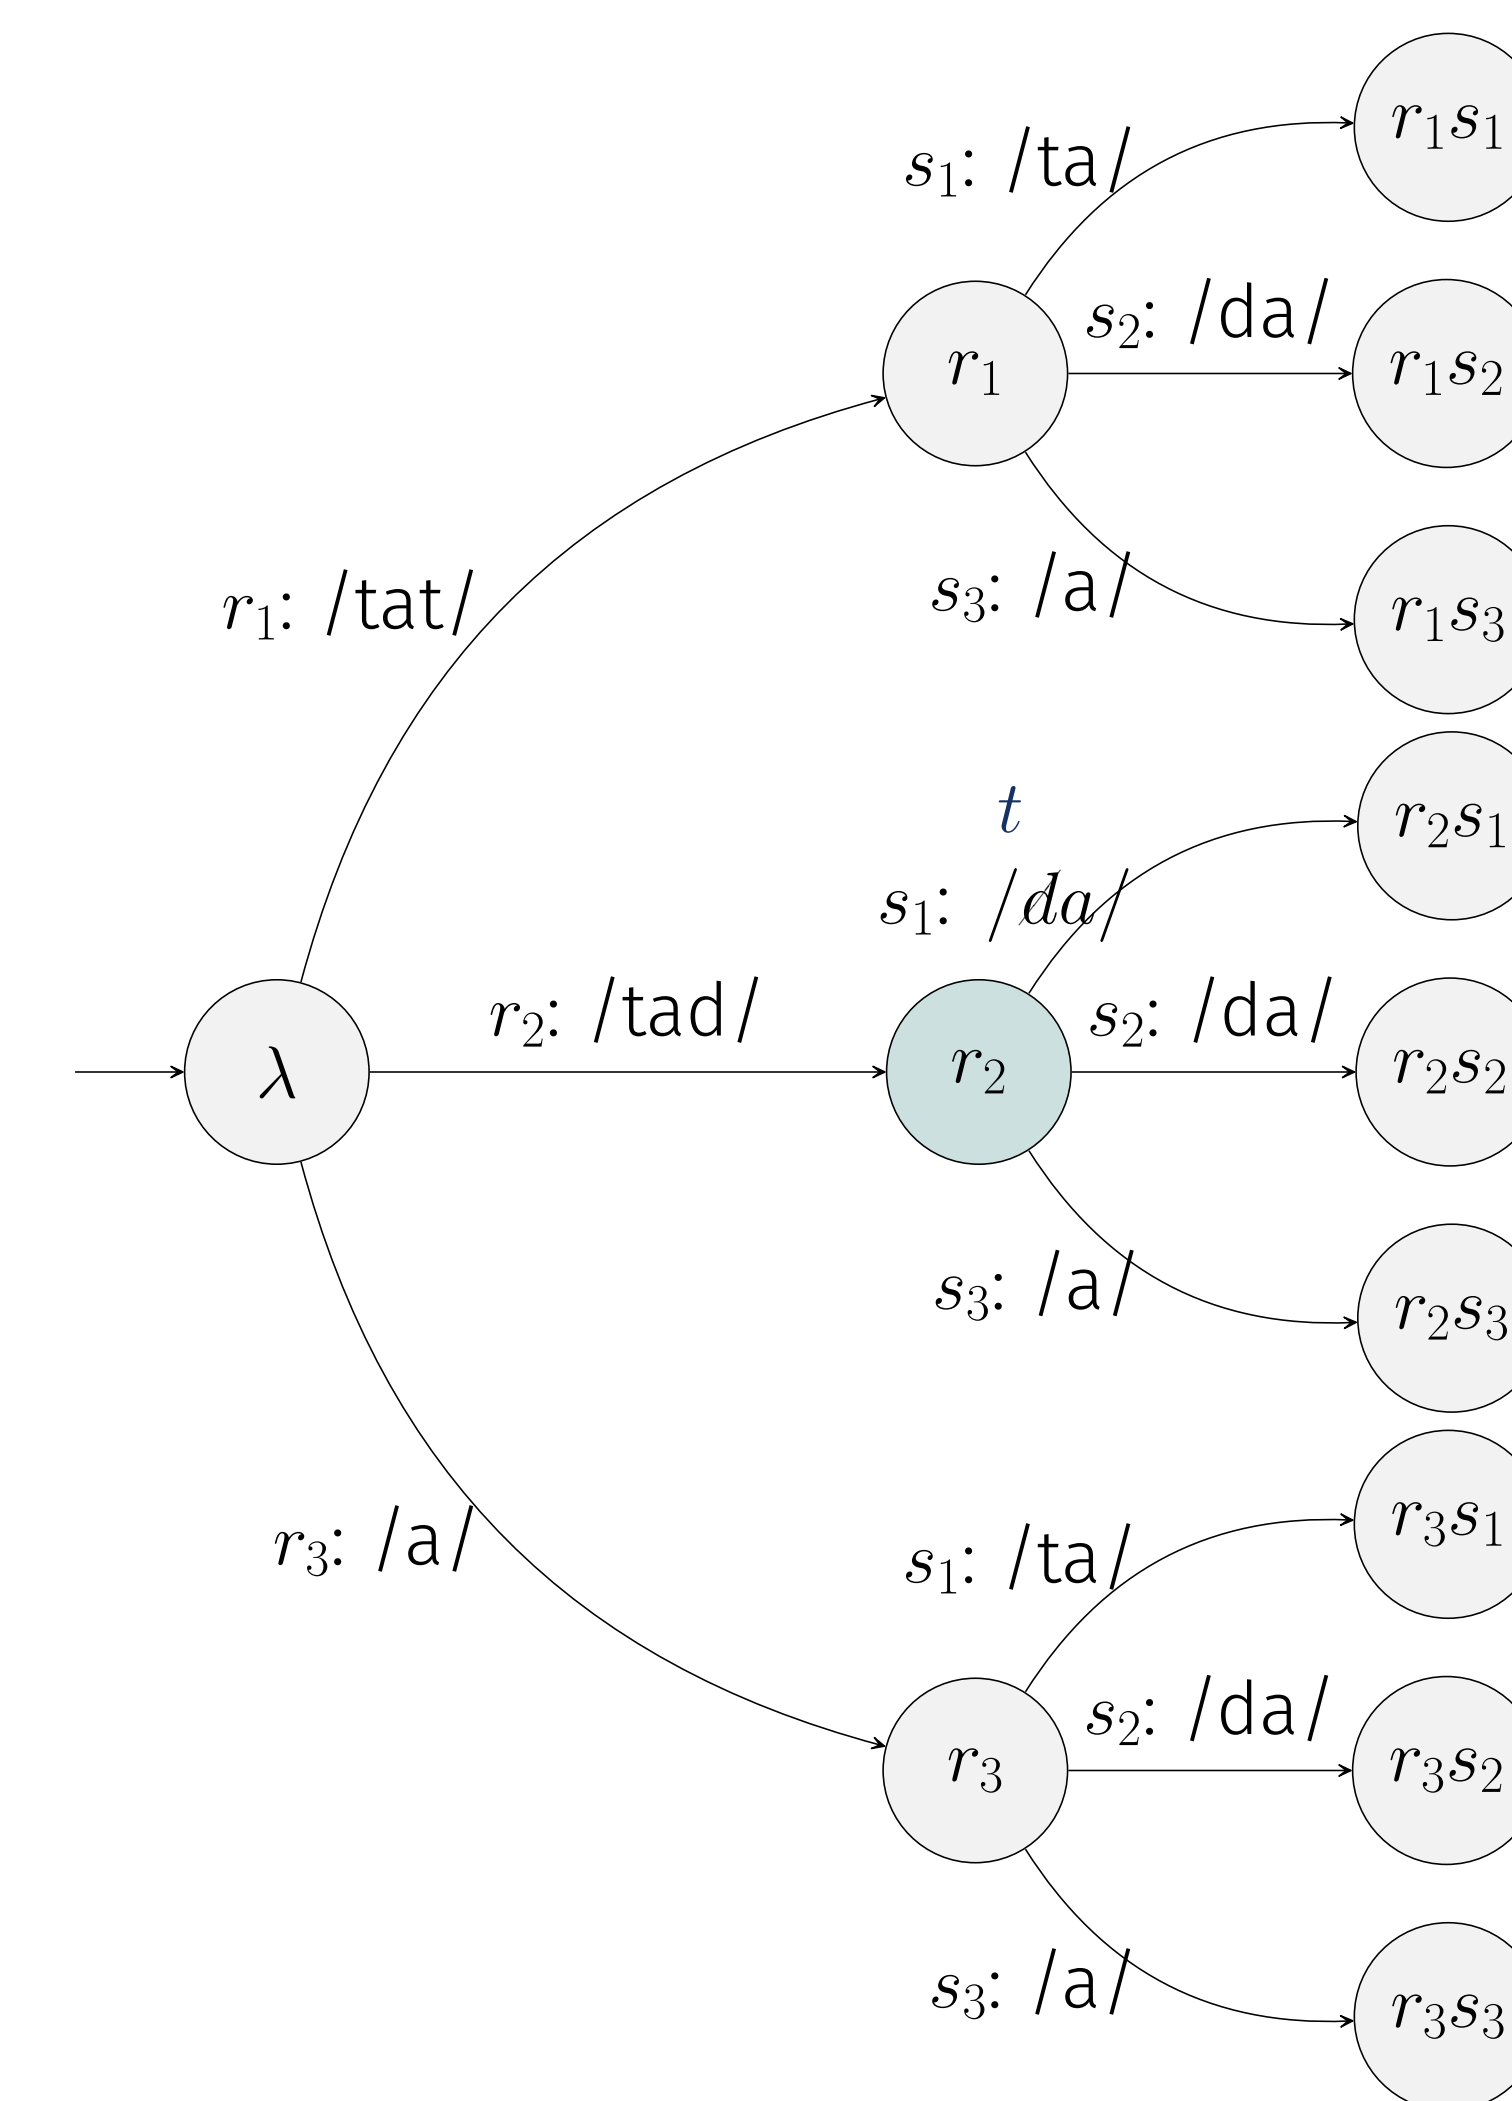 s₁: /ta/
r₁s₁
s₂: /da/
r₁
r₁s₂
s₃: /a/
r₁s₃
r₁: /tat/
t
r₂s₁
s₁: /da/
r₂: /tad/
s₂: /da/
λ
r₂
r₂s₂
s₃: /a/
r₂s₃
r₃: /a/
s₁: /ta/
r₃s₁
s₂: /da/
r₃
r₃s₂
s₃: /a/
r₃s₃